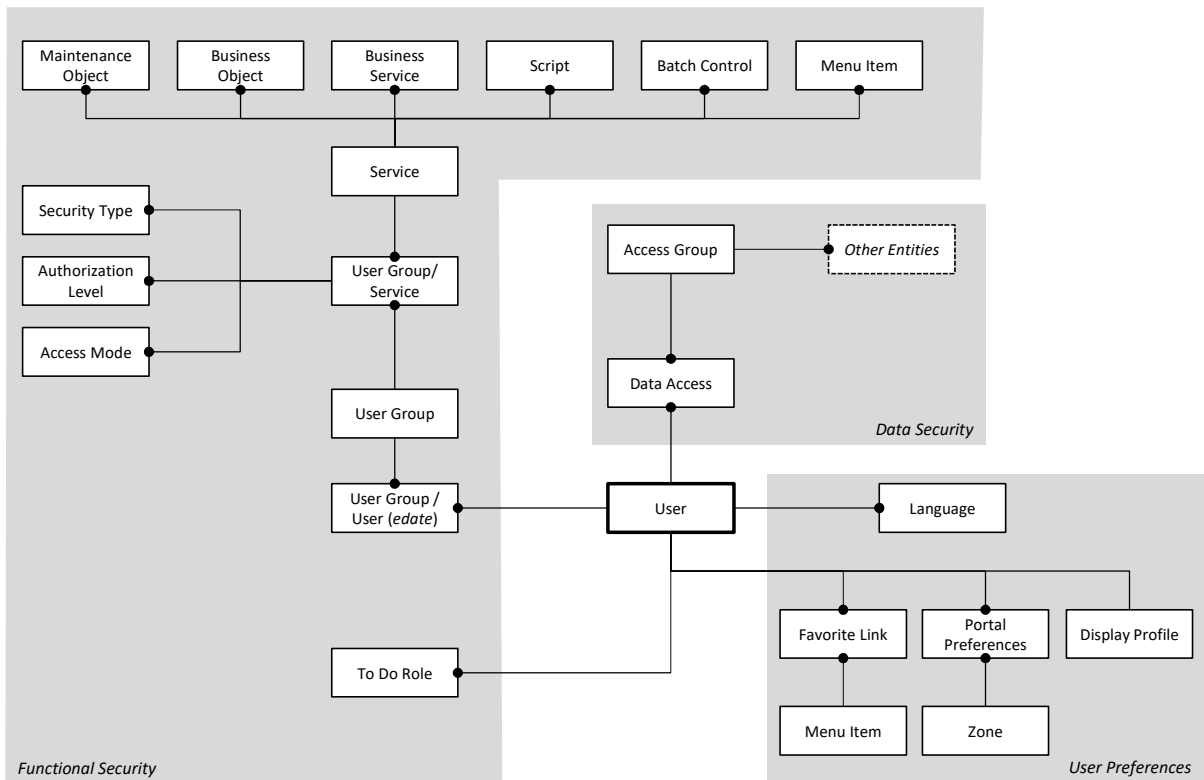 Maintenance
Object
Business
Object
Business
Service
Script
Batch Control
Menu Item
Service
Security Type
Authorization
Level
Access Mode
User Group/
Service
User Group
User Group /
User (edate)
To Do Role
Functional Security
Access Group
Other Entities
Data Access
Data Security
User
Language
Favorite Link
Portal
Preferences
Display Profile
Menu Item
Zone
User Preferences